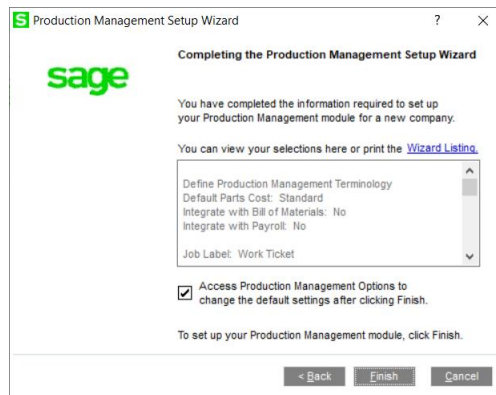 S Production Management Setup Wizard ? ×
sage
Completing the Production Management Setup Wizard
You have completed the information required to set up
your Production Management module for a new company.
You can view your selections here or print the Wizard Listing.
Define Production Management Terminology
Default Parts Cost: Standard
Integrate with Bill of Materials: No
Integrate with Payroll: No
Job Label: Work Ticket
Access Production Management Options to
change the default settings after clicking Finish.
To set up your Production Management module, click Finish.
< Back Finish Cancel